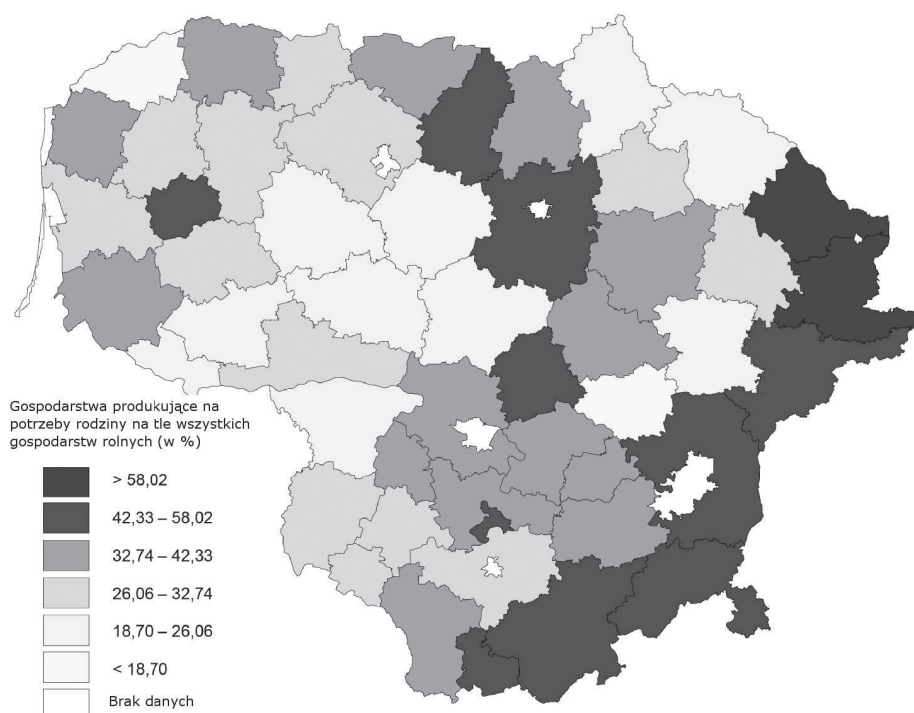 Gospodarstwa produkujące na
potrzeby rodziny na tle wszystkich
gospodarstw rolnych (w %)
> 58,02
42,33 – 58,02
32,74 – 42,33
26,06 – 32,74
18,70 – 26,06
< 18,70
Brak danych